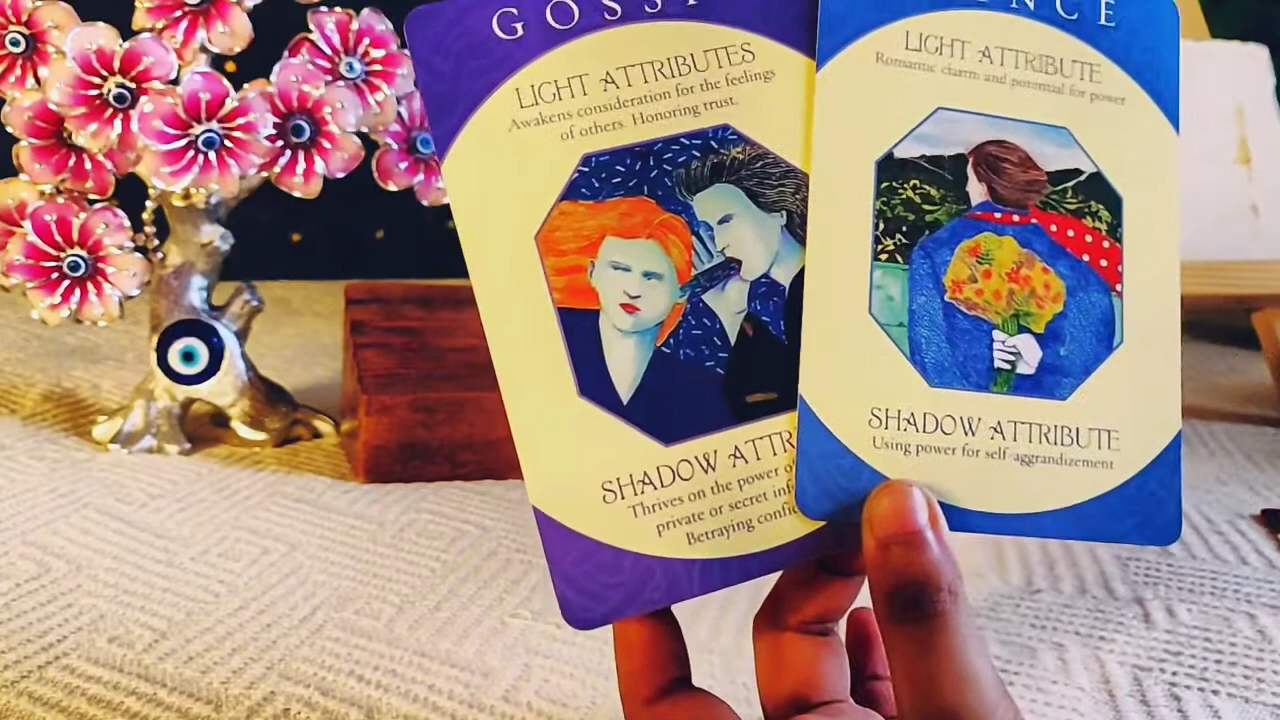 GOSS
LIGHT ATTRIBUTES
Awakens consideration for the feelings
of others. Honoring trust.
SHADOW ATTR
Thrives on the power o
private or secret inf
Betraying confi
NCE
LIGHT ATTRIBUTE
Romantic charm and potential for power
SHADOW ATTRIBUTE
Using power for self-aggrandizement